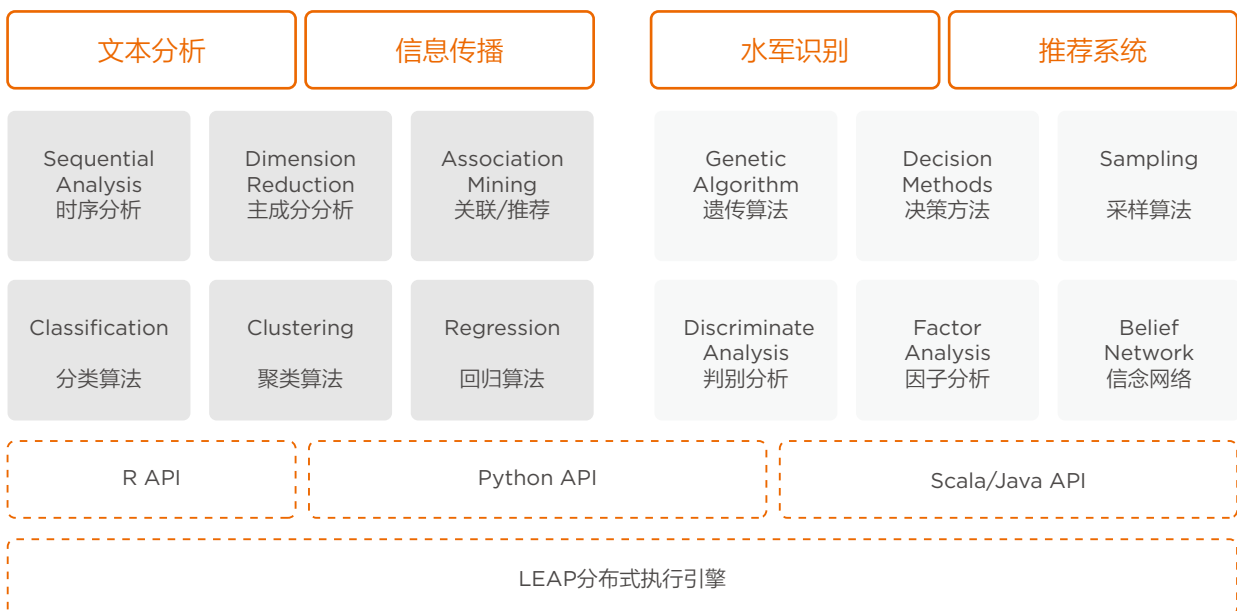 文本分析
信息传播
水军识别
推荐系统
Sequential
Analysis
时序分析
Dimension
Reduction
主成分分析
Association
Mining
关联/推荐
Genetic
Algorithm
遗传算法
Decision
Methods
决策方法
Sampling
采样算法
Classification
分类算法
Clustering
聚类算法
Regression
回归算法
Discriminate
Analysis
判别分析
Factor
Analysis
因子分析
Belief
Network
信念网络
R API
Python API
Scala/Java API
LEAP分布式执行引擎